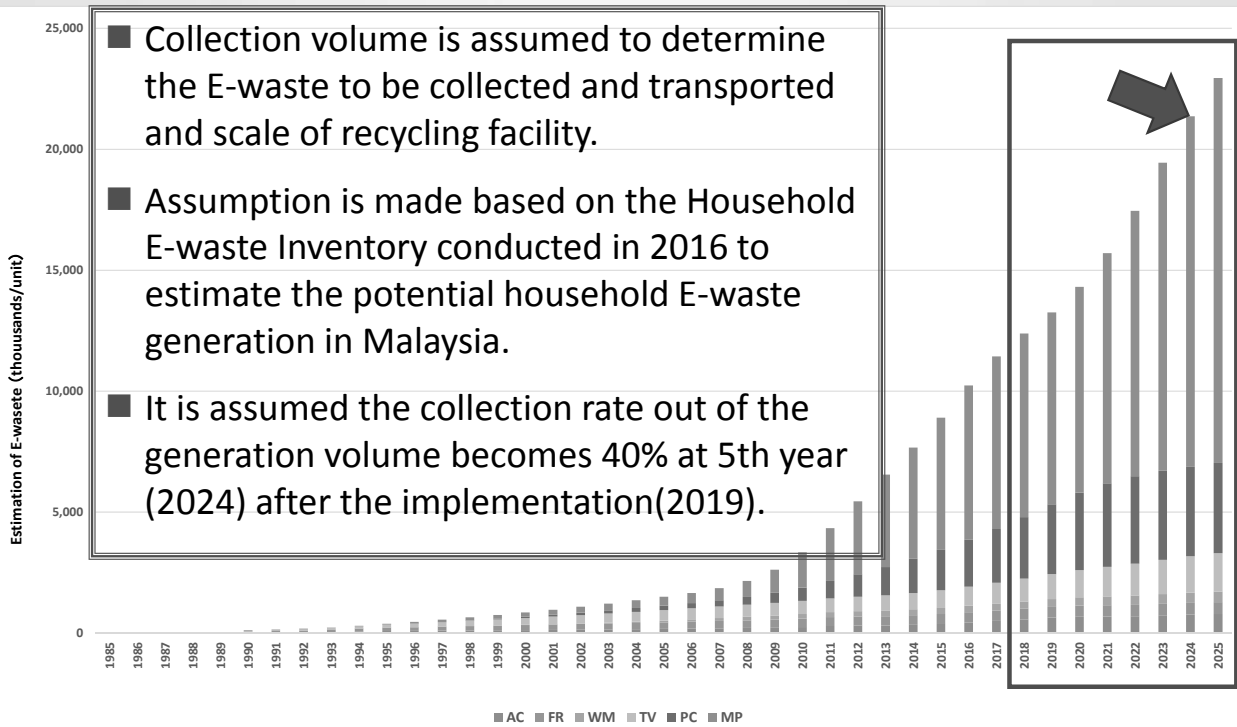 25,000
20,000
15,000
10,000
5,000
0
Estimation of E-wasete (thouusands/unit)
■ Collection volume is assumed to determine
the E-waste to be collected and transported
and scale of recycling facility.
■ Assumption is made based on the Household
E-waste Inventory conducted in 2016 to
estimate the potential household E-waste
generation in Malaysia.
■ It is assumed the collection rate out of the
generation volume becomes 40% at 5th year
(2024) after the implementation(2019).
1985 1986 1987 1988 1989 1990 1991 1992 1993 1994 1995 1996 1997 1998 1999 2000 2001 2002 2003 2004 2005 2006 2007 2008 2009 2010 2011 2012 2013 2014 2015 2016 2017 2018 2019 2020 2021 2022 2023 2024 2025
■ AC ■ FR ■ WM ■ TV ■ PC ■ MP